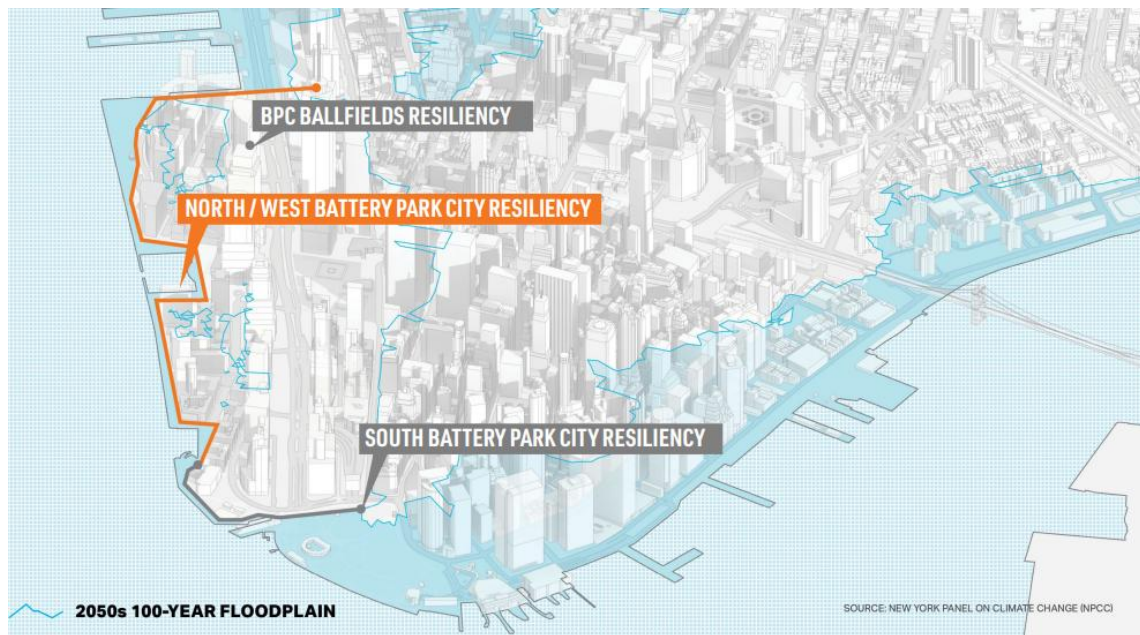 BPC BALLFIELDS RESILIENCY
NORTH / WEST BATTERY PARK CITY RESILIENCY
SOUTH BATTERY PARK CITY RESILIENCY
2050s 100-YEAR FLOODPLAIN
SOURCE: NEW YORK PANEL ON CLIMATE CHANGE (NPCC)